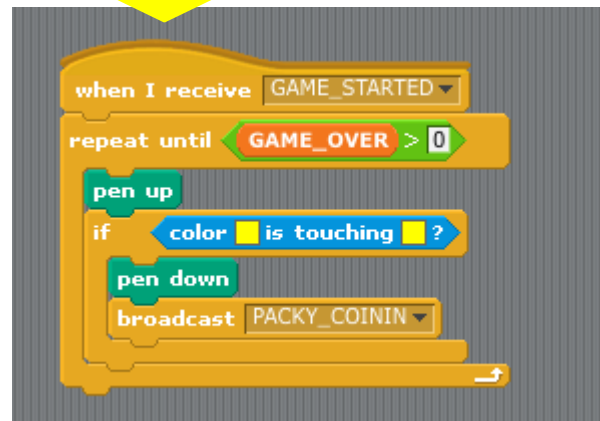 when I receive GAME_STARTED
repeat until GAME_OVER > 0
pen up
if color is touching ?
pen down
broadcast PACKY_COININ